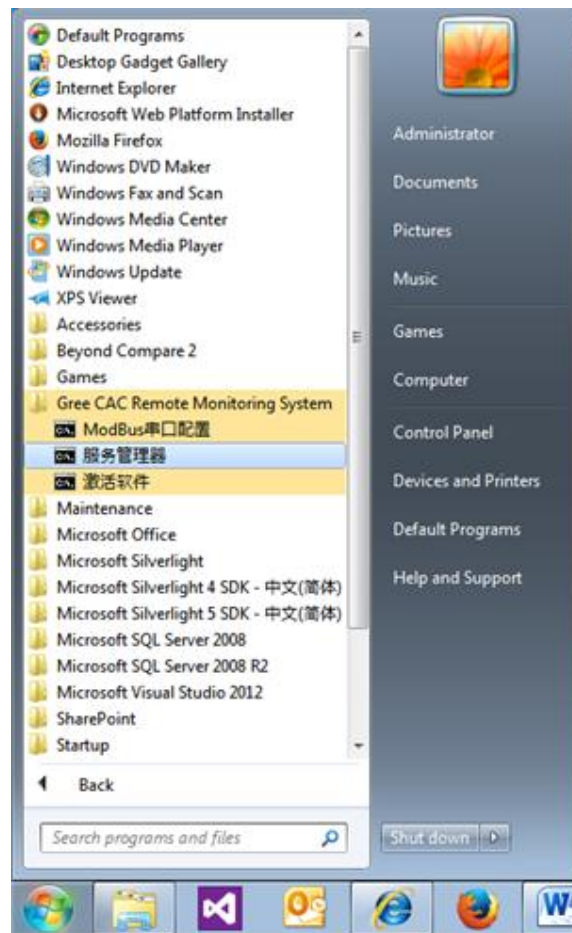 Default Programs
Desktop Gadget Gallery
Internet Explorer
Microsoft Web Platform Installer
Mozilla Firefox
Windows DVD Maker
Windows Fax and Scan
Windows Media Center
Windows Media Player
Windows Update
XPS Viewer
Accessories
Beyond Compare 2
Games
Gree CAC Remote Monitoring System
ModBus串口配置
服务管理器
激活软件
Maintenance
Microsoft Office
Microsoft Silverlight
Microsoft Silverlight 4 SDK - 中文(简体)
Microsoft Silverlight 5 SDK - 中文(简体)
Microsoft SQL Server 2008
Microsoft SQL Server 2008 R2
Microsoft Visual Studio 2012
SharePoint
Startup
Back
Search programs and files
Administrator
Documents
Pictures
Music
Games
Computer
Control Panel
Devices and Printers
Default Programs
Help and Support
Shut down